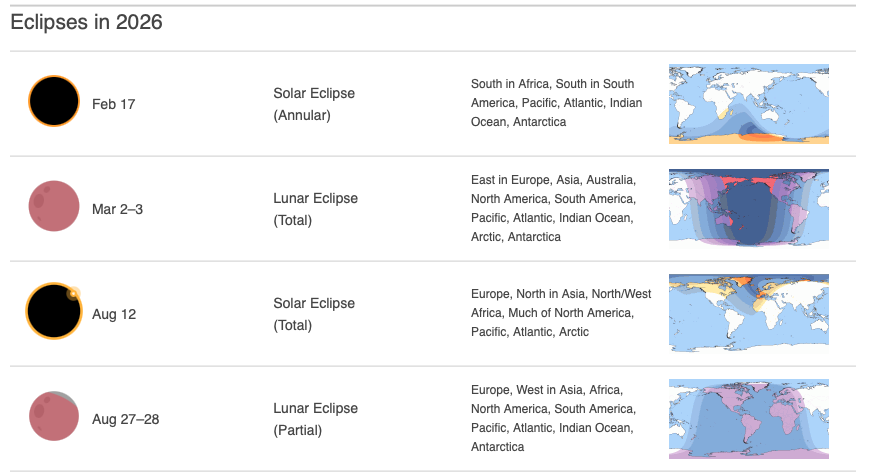 Eclipses in 2026
Feb 17
Solar Eclipse
(Annular)
South in Africa, South in South
America, Pacific, Atlantic, Indian
Ocean, Antarctica
Mar 2–3
Lunar Eclipse
(Total)
East in Europe, Asia, Australia,
North America, South America,
Pacific, Atlantic, Indian Ocean,
Arctic, Antarctica
Aug 12
Solar Eclipse
(Total)
Europe, North in Asia, North/West
Africa, Much of North America,
Pacific, Atlantic, Arctic
Aug 27–28
Lunar Eclipse
(Partial)
Europe, West in Asia, Africa,
North America, South America,
Pacific, Atlantic, Indian Ocean,
Antarctica